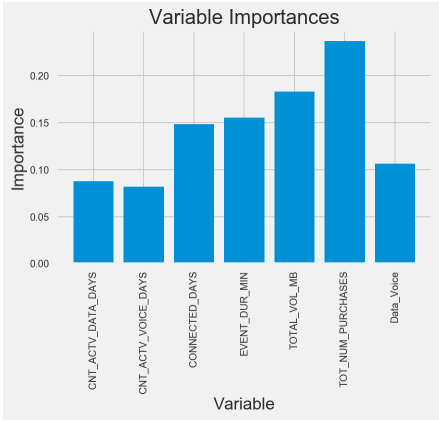 Variable Importances
Importance
0.20
0.15
0.10
0.05
0.00
CNT_ACTV_DATA_DAYS
CNT_ACTV_VOICE_DAYS
CONNECTED_DAYS
EVENT_DUR_MIN
TOTAL_VOL_MB
TOT_NUM_PURCHASES
Data_Voice
Variable